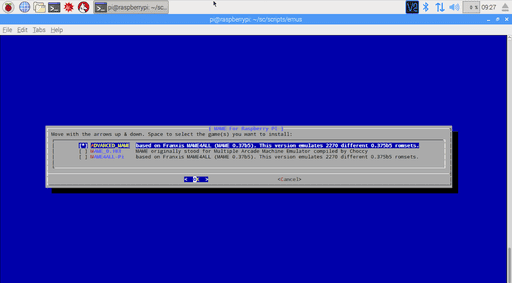 pi@raspberrypi: ~/sc...
V2
0 %
09:27
pi@raspberrypi: ~/sc/scripts/emus
File Edit Tabs Help
MAME For Raspberry PI
Move with the arrows up & down. Space to select the game(s) you want to install:
[*] ADVANCED_MAME based on Franxis MAME4ALL (MAME 0.37b5). This version emulates 2270 different 0.375b5 romsets.
[ ] MAME originally stood for Multiple Arcade Machine Emulator compiled by Choccy
[ ] MAME4ALL-PI based on Franxis MAME4ALL (MAME 0.37b5). This version emulates 2270 different 0.375b5 romsets.
<Cancel>